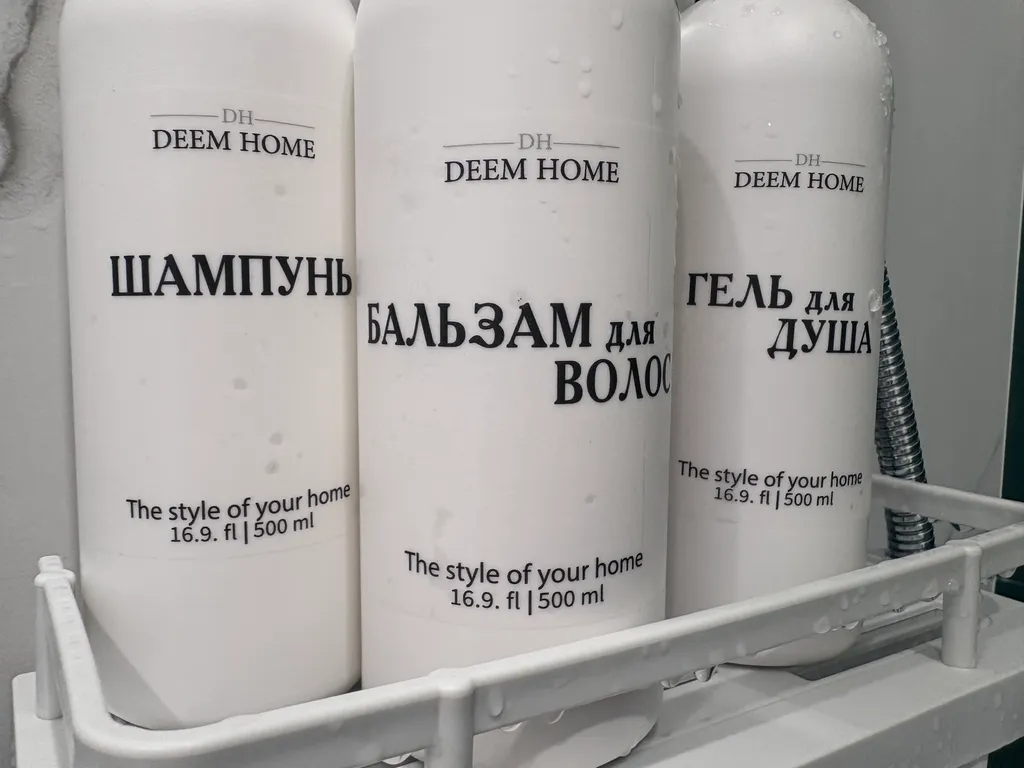 DH
DEEM HOME
ШАМПУНЬ
The style of your home
16.9. fl | 500 ml
DH
DEEM HOME
БАЛЬЗАМ для
ВОЛОС
The style of your home
16.9. fl | 500 ml
DH
DEEM HOME
ГЕЛЬ для
ДУША
The style of your home
16.9. fl | 500 ml